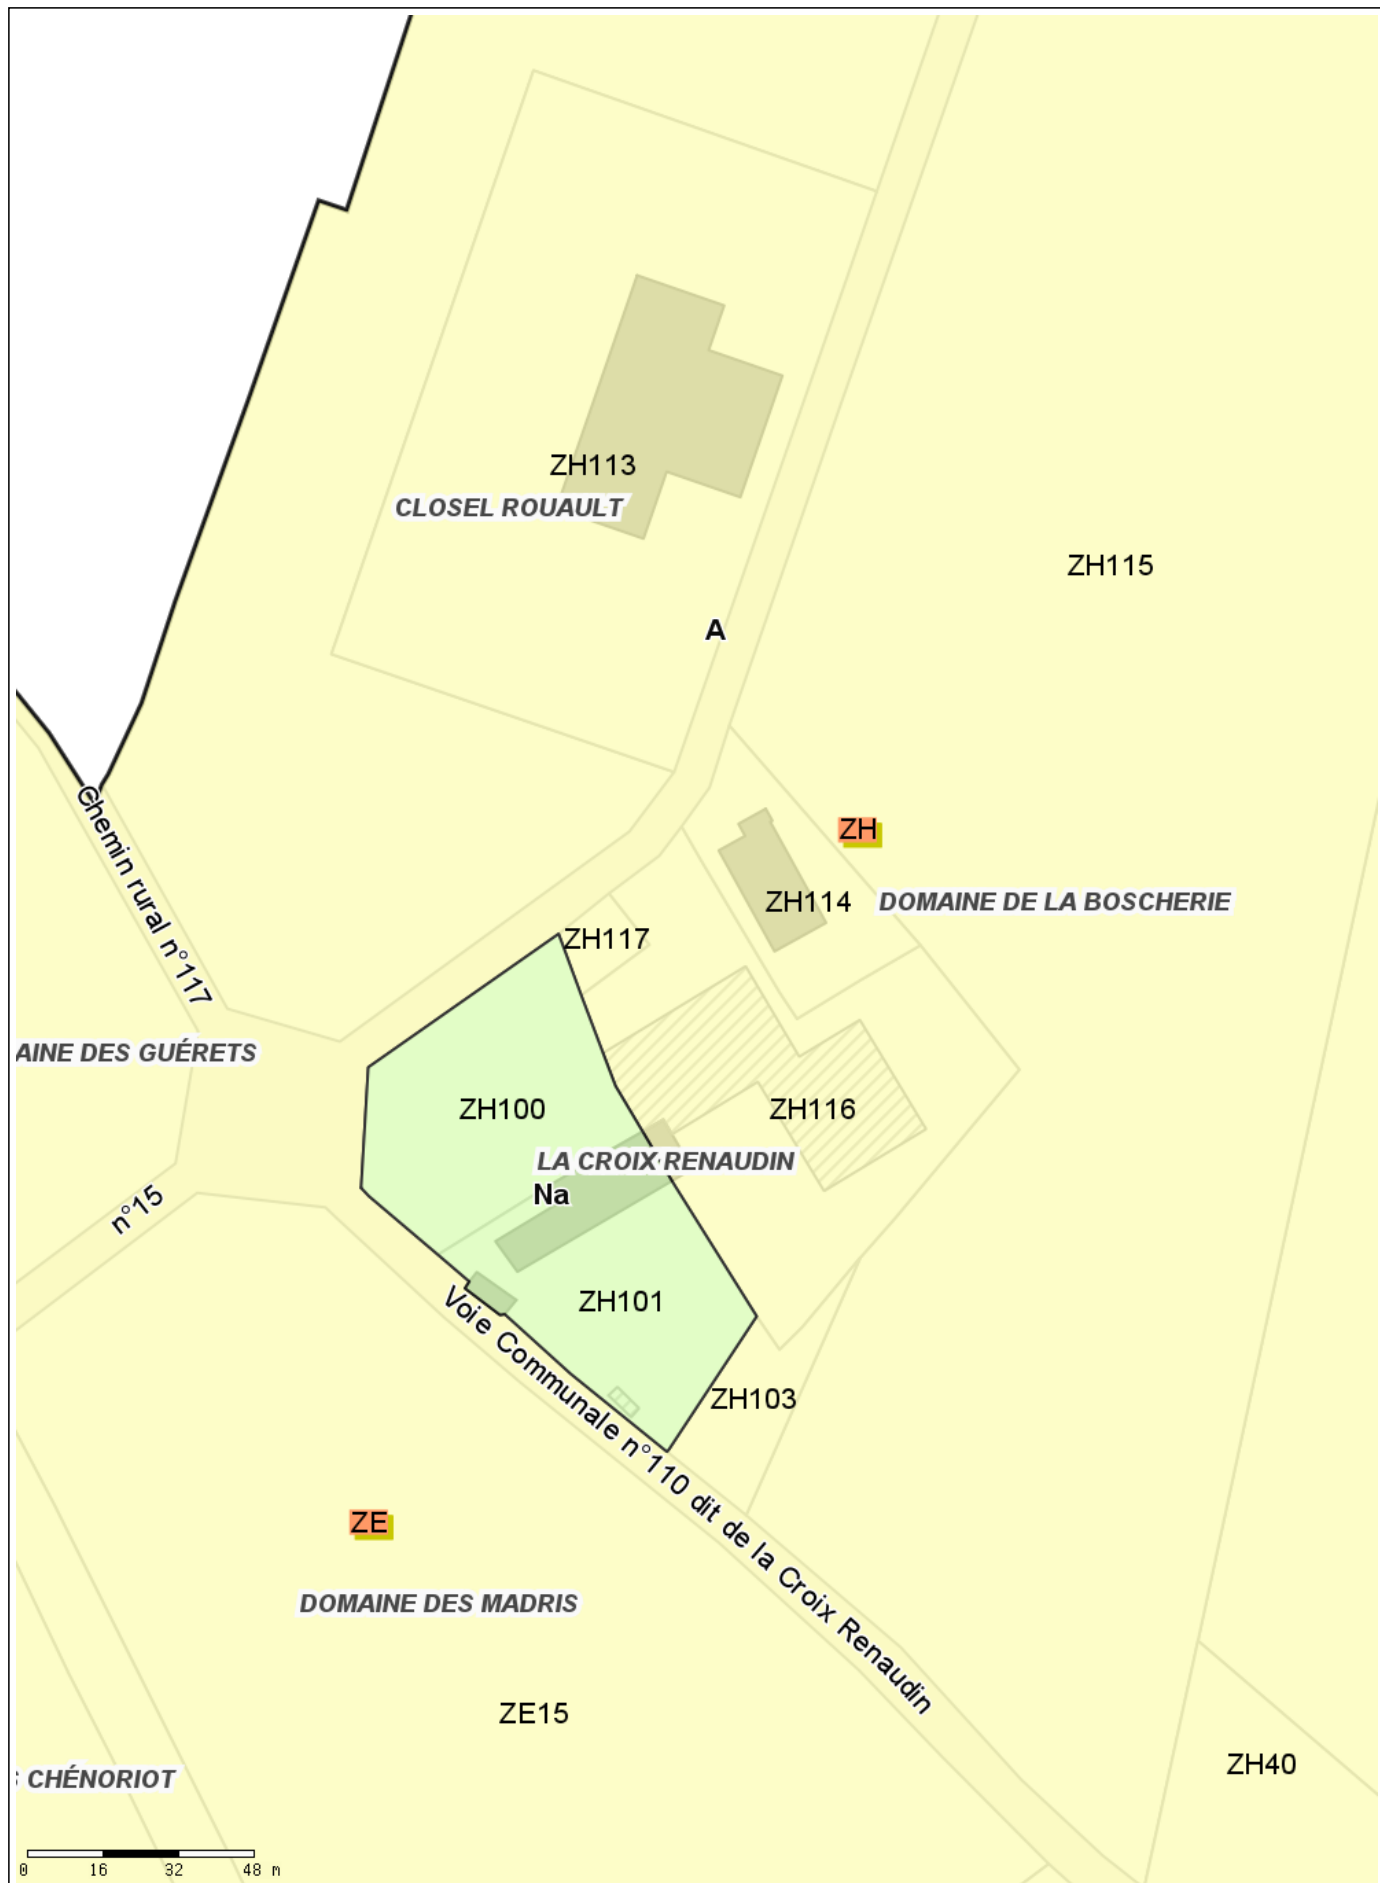 ZH113
CLOSEL ROUAULT
ZH115
A
ZH
Chemin rural n°117
ZH114
DOMAINE DE LA BOSCHERIE
ZH117
AINE DES GUÉRETS
ZH100
ZH116
LA CROIX RENAUDIN
Na
n°15
ZH101
Voie Communale n°110 dit de la Croix Renaudin
ZH103
ZE
DOMAINE DES MADRIS
ZE15
ZH40
CHÉNORIOT
0 16 32 48 m